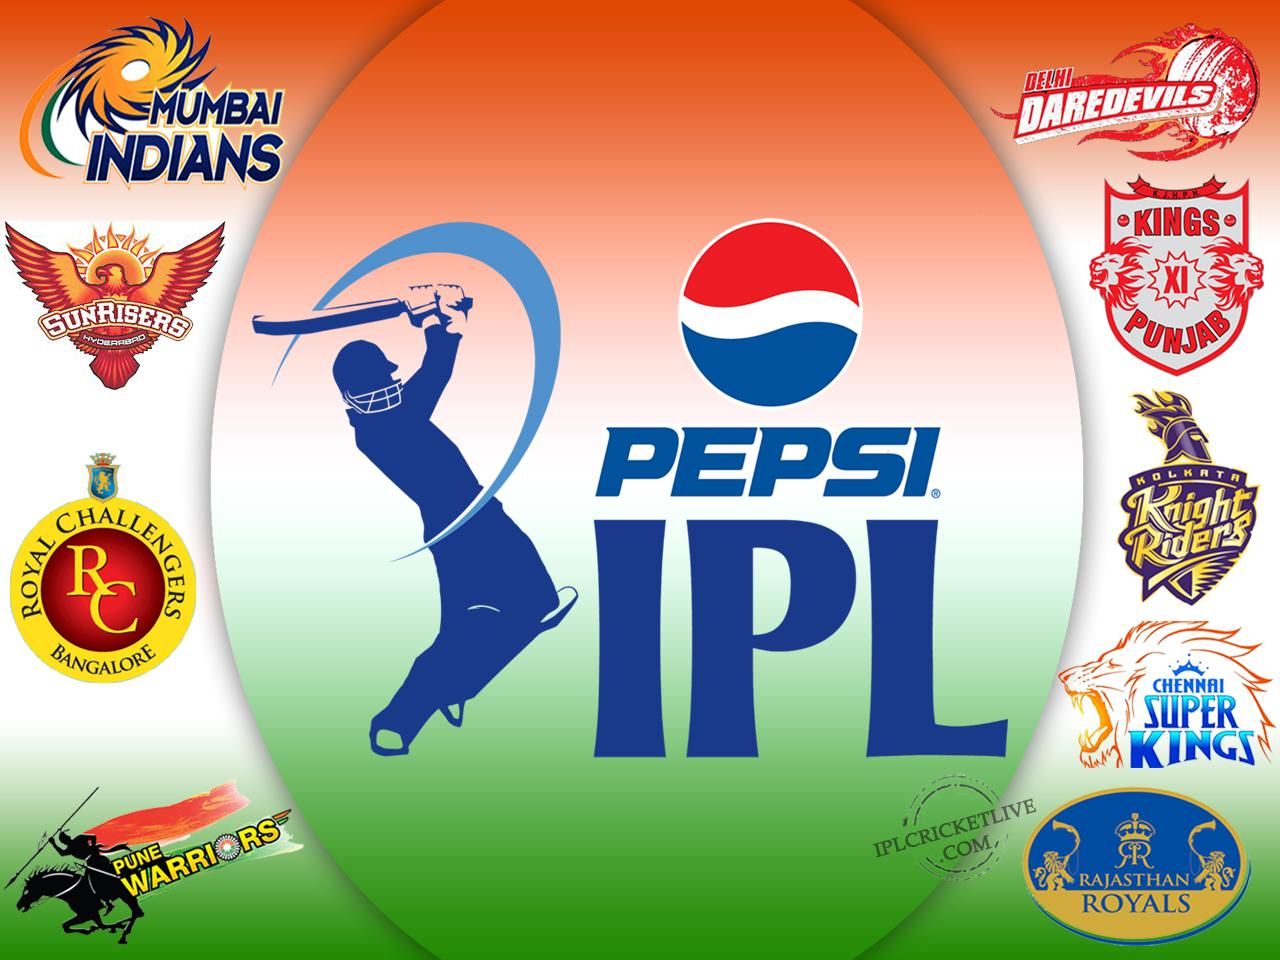 MUMBAI
INDIANS
SUNRISERS
HYDERABAD
ROYAL CHALLENGERS
RC
BANGALORE
PUNE
WARRIORS
PEPSI®
IPL
IPLCRICKETLIVE
.COM
DELHI
DAREDEVILS
K.J.H.P.H.
KINGS
XI
PUNJAB
KOLKATA
Knight
Riders
CHENNAI
SUPER
KINGS
RR
RAJASTHAN
ROYALS